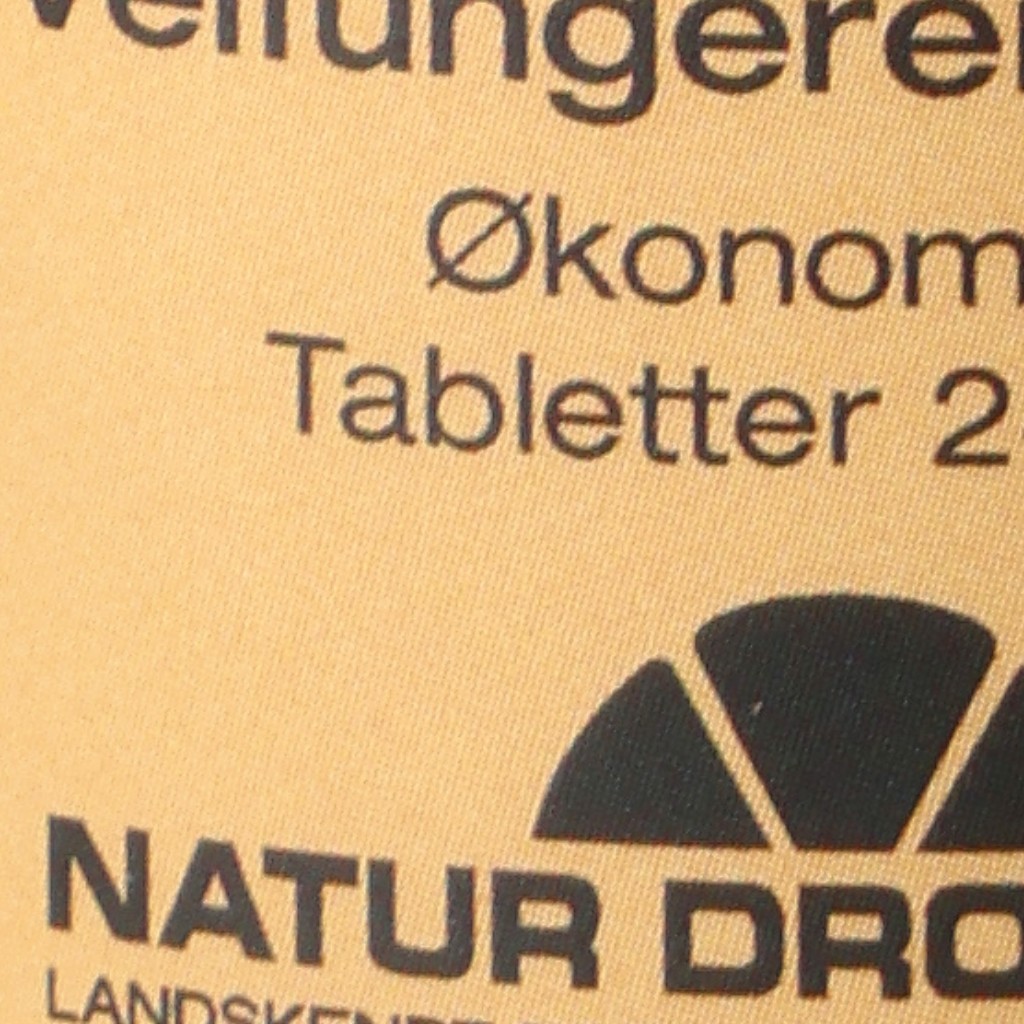 Økonom
Tabletter 2
NATUR DRO